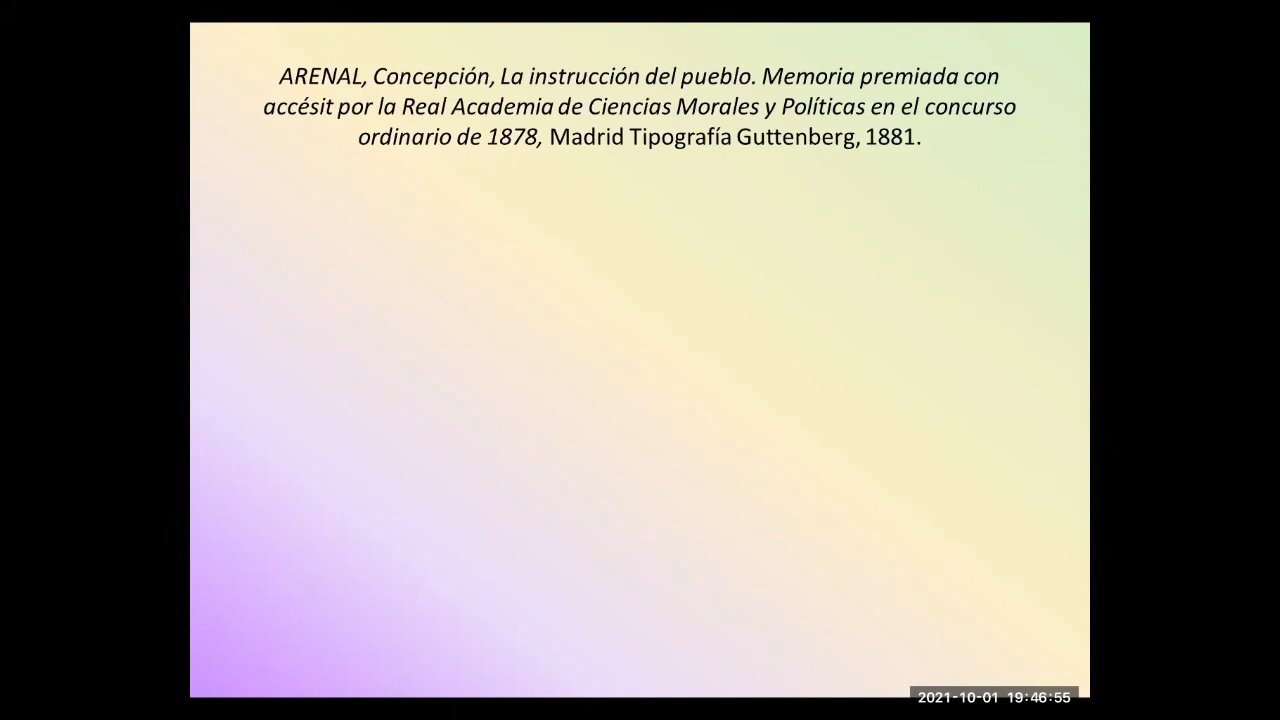 ARENAL, Concepción, La instrucción del pueblo. Memoria premiada con
accésit por la Real Academia de Ciencias Morales y Políticas en el concurso
ordinario de 1878, Madrid Tipografía Guttenberg, 1881.
2021-10-01 19:46:55